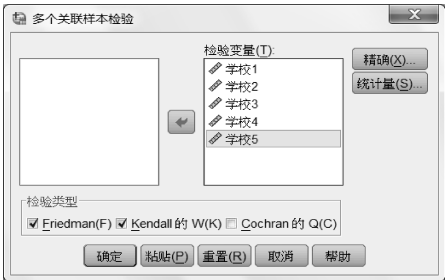 多个关联样本检验
检验变量(T):
学校1
学校2
学校3
学校4
学校5
精确(X)...
统计量(S)...
检验类型
Friedman(F) Kendall 的 W(K) Cochran 的 Q(C)
确定 粘贴(P) 重置(R) 取消 帮助